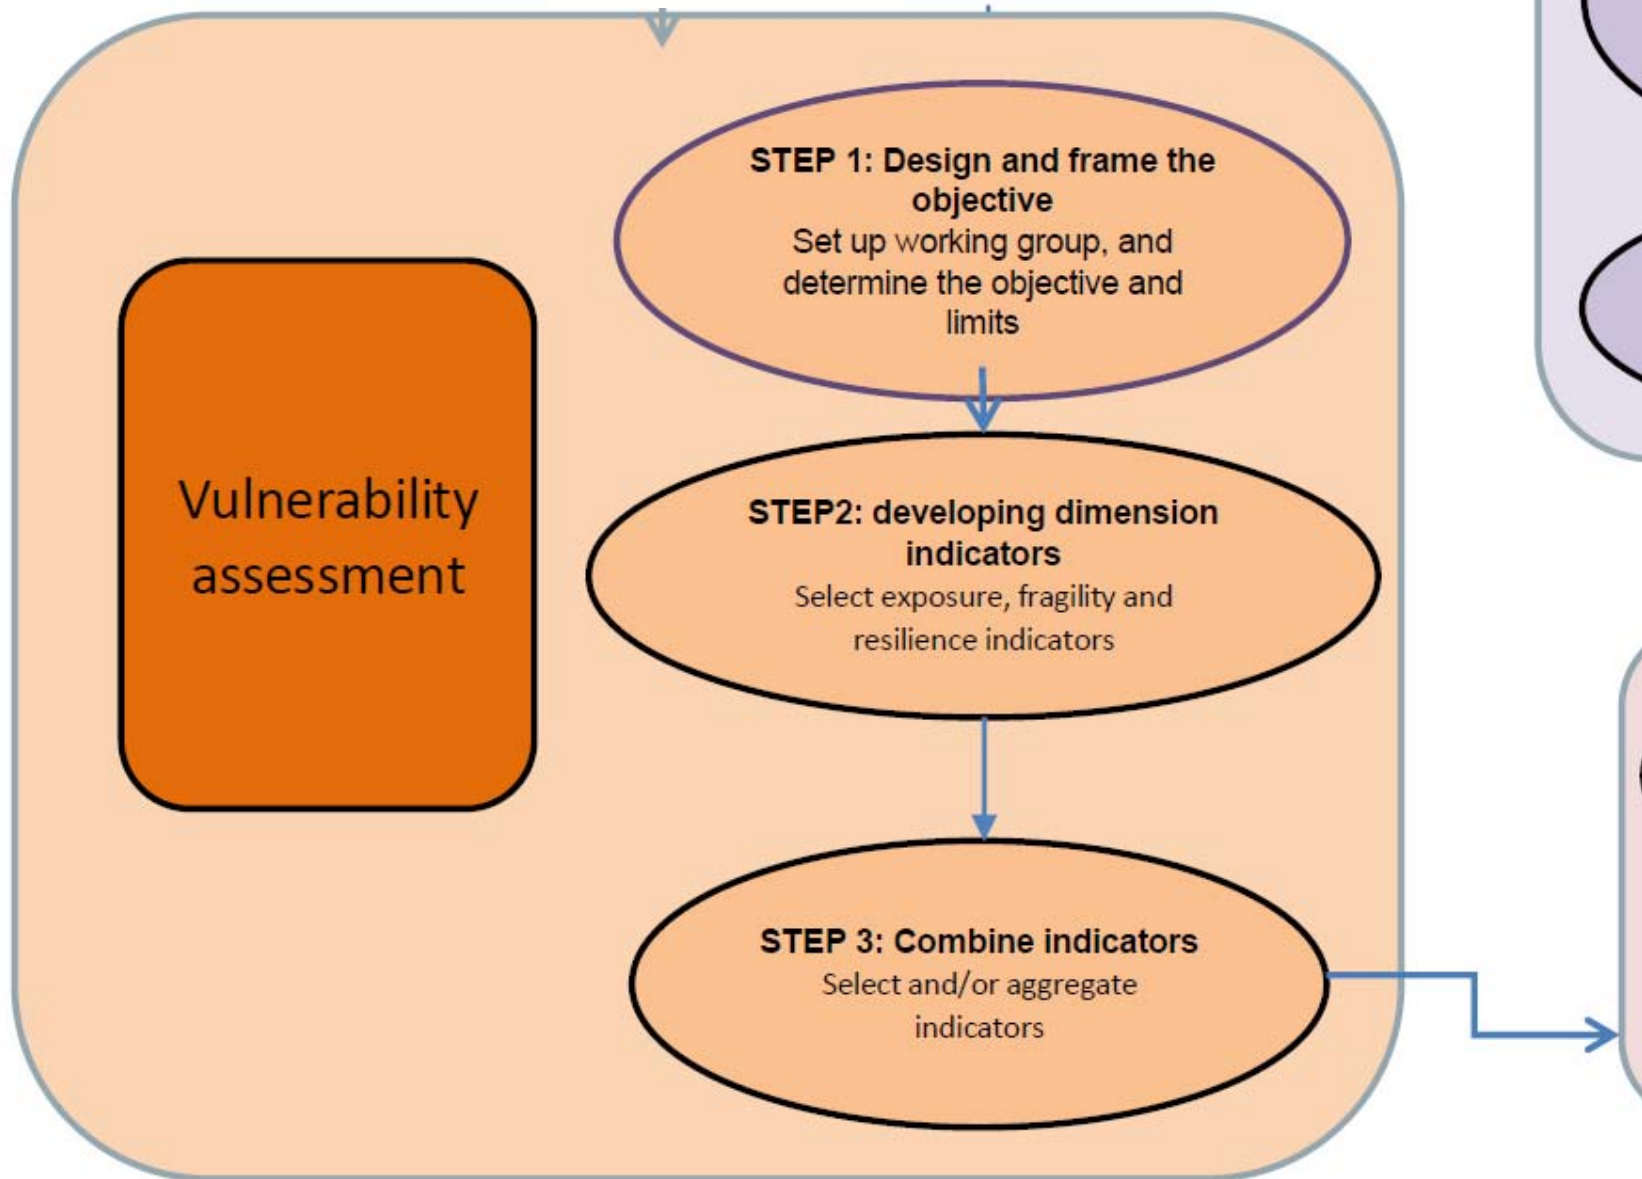 Vulnerability
assessment
STEP 1: Design and frame the
objective
Set up working group, and
determine the objective and
limits
STEP2: developing dimension
indicators
Select exposure, fragility and
resilience indicators
STEP 3: Combine indicators
Select and/or aggregate
indicators